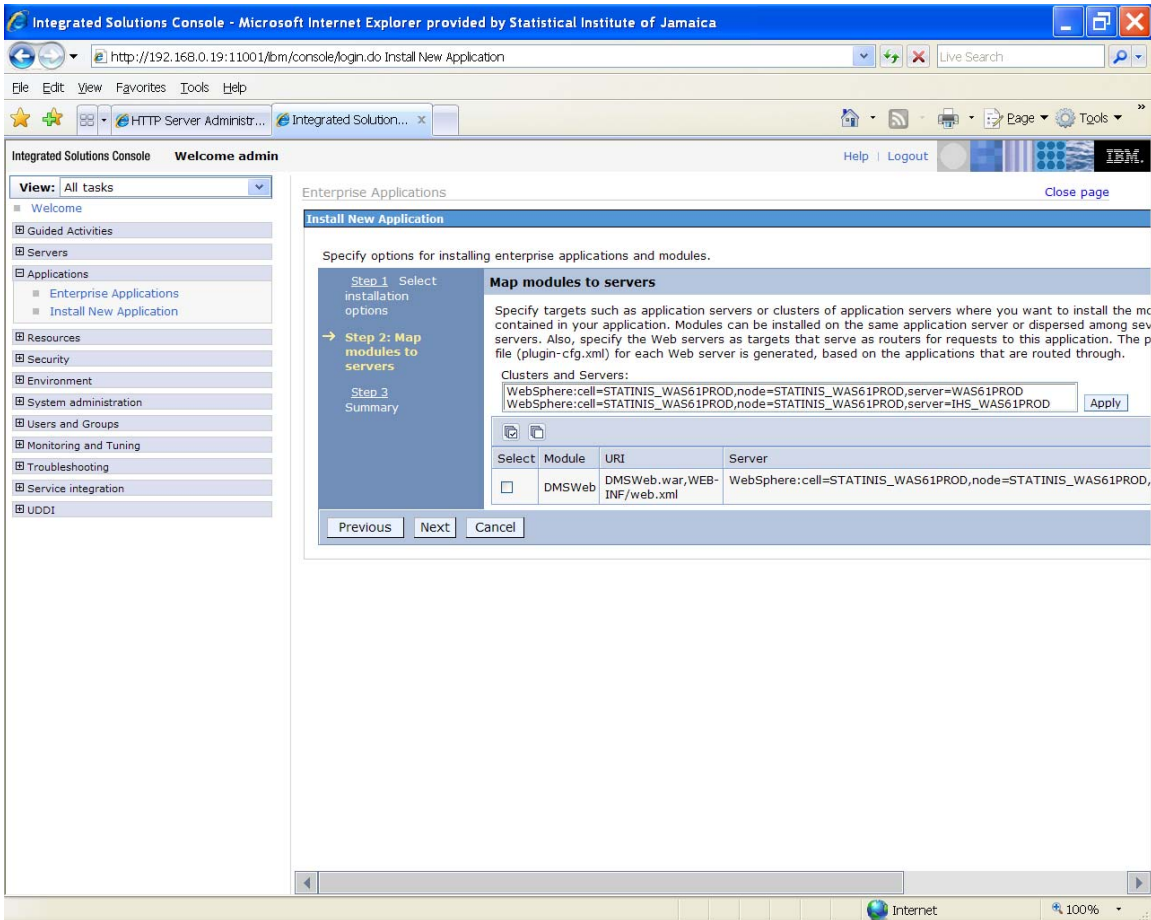 Integrated Solutions Console - Microsoft Internet Explorer provided by Statistical Institute of Jamaica
http://192.168.0.19:11001/ibm/console/login.do Install New Application
Live Search
File Edit View Favorites Tools Help
HTTP Server Administr...
Integrated Solution... x
Page
Tools
»
Integrated Solutions Console Welcome admin
Help | Logout
IBM.
View: All tasks
Welcome
Guided Activities
Servers
Applications
Enterprise Applications
Install New Application
Resources
Security
Environment
System administration
Users and Groups
Monitoring and Tuning
Troubleshooting
Service integration
UDDI
Enterprise Applications
Close page
Install New Application
Specify options for installing enterprise applications and modules.
Step 1 Select
installation
options
→ Step 2: Map
modules to
servers
Step 3
Summary
Map modules to servers
Specify targets such as application servers or clusters of application servers where you want to install the mo
contained in your application. Modules can be installed on the same application server or dispersed among sev
servers. Also, specify the Web servers as targets that serve as routers for requests to this application. The p
file (plugin-cfg.xml) for each Web server is generated, based on the applications that are routed through.
Clusters and Servers:
WebSphere:cell=STATINIS_WAS61PROD,node=STATINIS_WAS61PROD,server=WAS61PROD
WebSphere:cell=STATINIS_WAS61PROD,node=STATINIS_WAS61PROD,server=IHS_WAS61PROD
Apply
Select Module URI Server
DMSWeb
DMSWeb.war,WEB-
INF/web.xml
WebSphere:cell=STATINIS_WAS61PROD,node=STATINIS_WAS61PROD,
Previous Next Cancel
Internet
100%